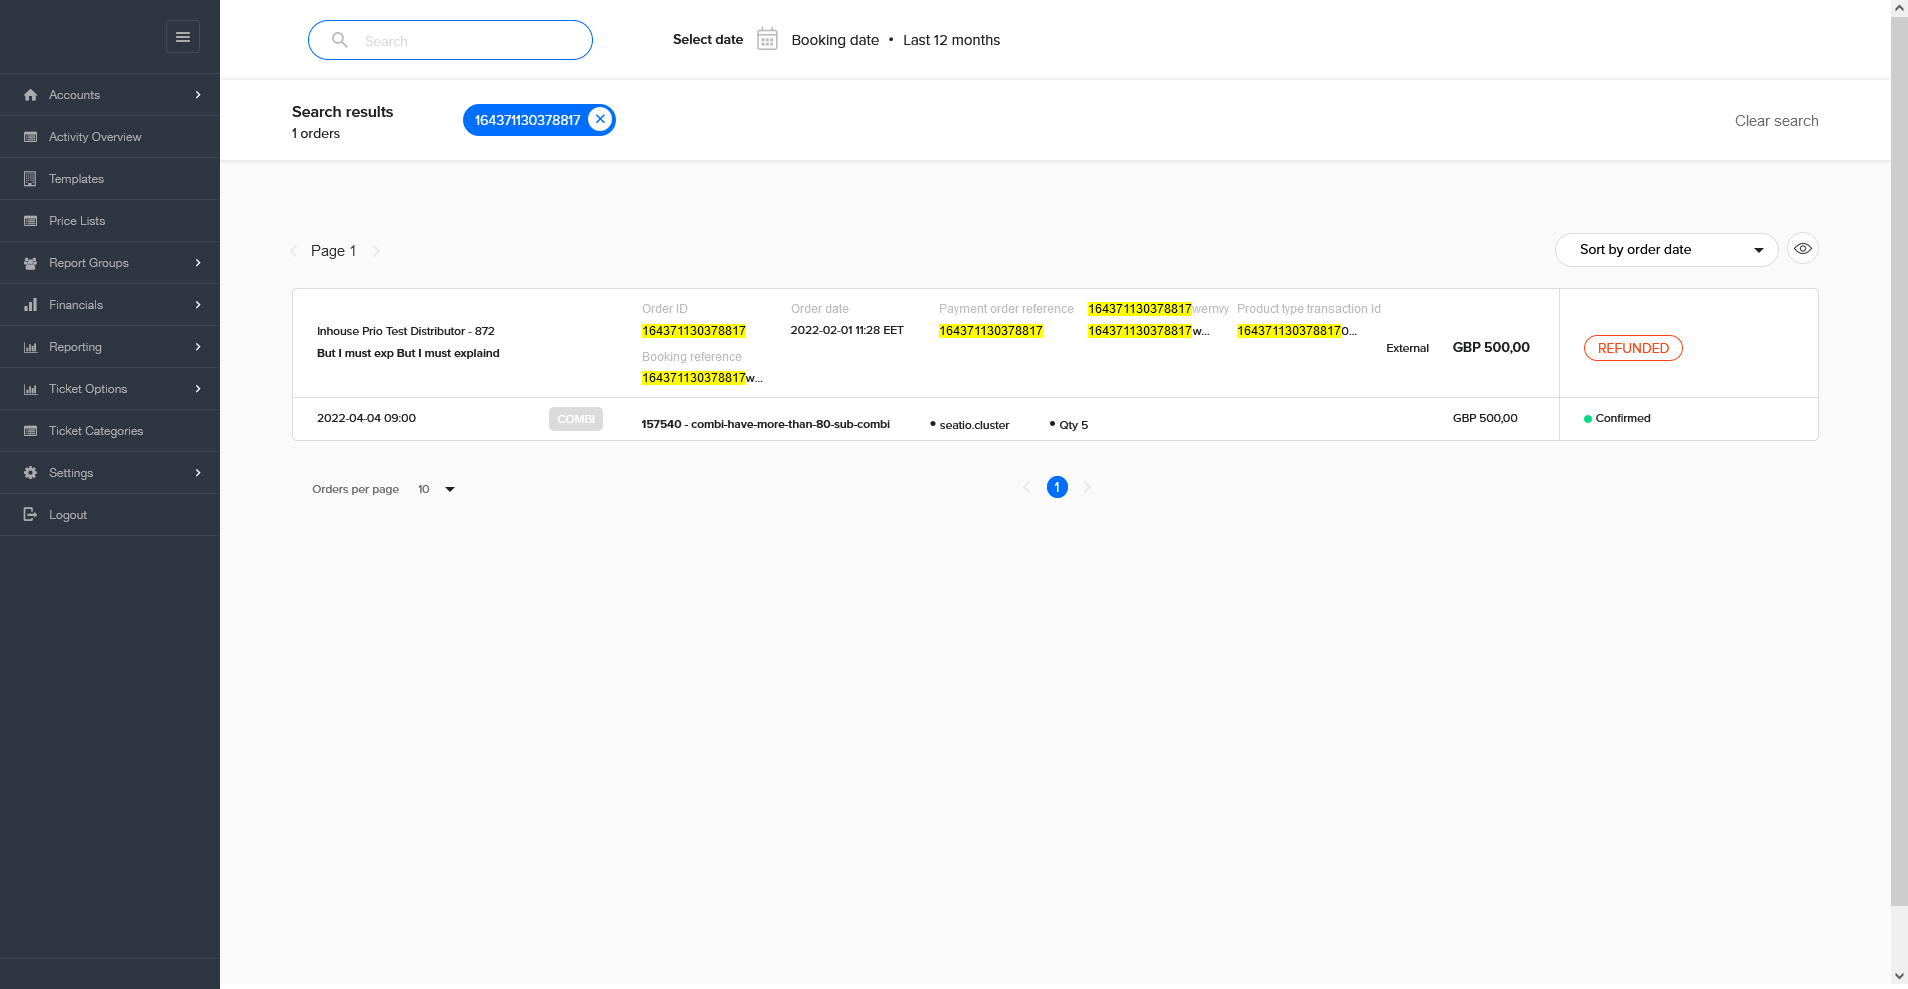 Search
Select date
Booking date • Last 12 months
Accounts
Activity Overview
Templates
Price Lists
Report Groups
Financials
Reporting
Ticket Options
Ticket Categories
Settings
Logout
Search results
1 orders
164371130378817
Clear search
Page 1
Sort by order date
Inhouse Prio Test Distributor - 872
But I must exp But I must explaind
Order ID
164371130378817
Order date
2022-02-01 11:28 EET
Payment order reference
164371130378817
164371130378817wemvy
164371130378817w...
Product type transaction id
1643711303788170...
Booking reference
164371130378817w...
External
GBP 500,00
REFUNDED
2022-04-04 09:00
COMBI
157540 - combi-have-more-than-80-sub-combi
• seatio.cluster
• Qty 5
GBP 500,00
Confirmed
Orders per page 10
1